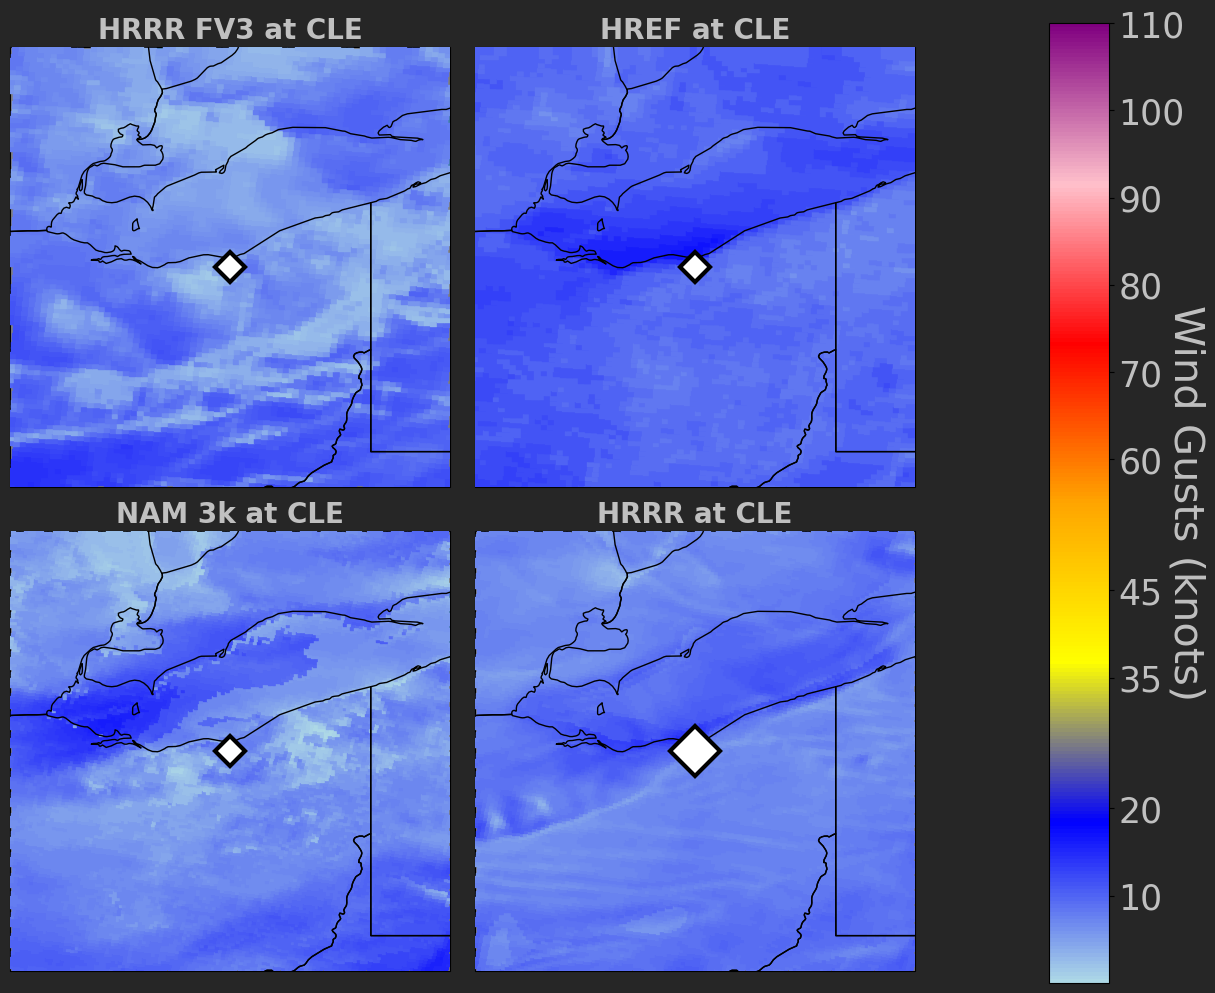 HRRR FV3 at CLE
HREF at CLE
NAM 3k at CLE
HRRR at CLE
110
100
90
80
70
60
45
35
20
10
Wind Gusts (knots)